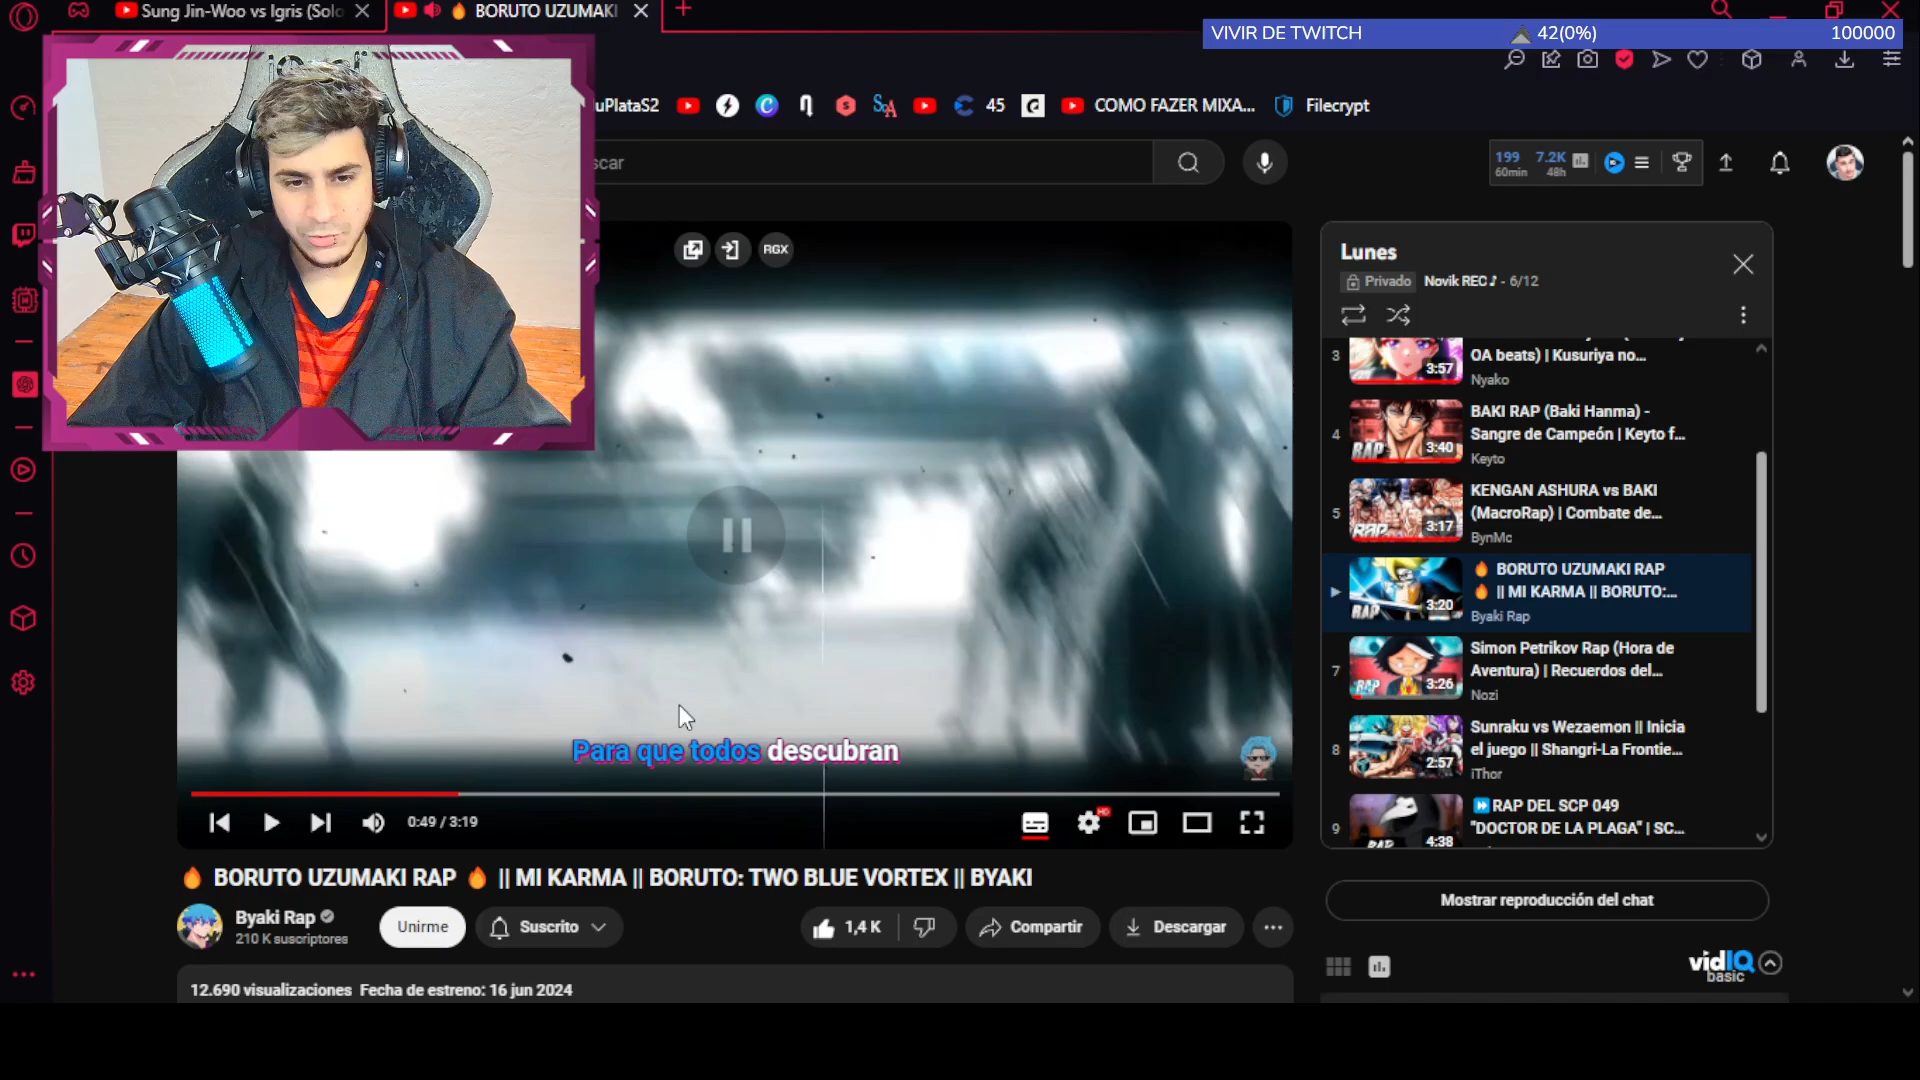 Sung Jin-Woo vs Igris (Solo
BORUTO UZUMAKI
VIVIR DE TWITCH
42(0%)
100000
uPlataS2
45
COMO FAZER MIXA...
Filecrypt
scar
199
60min
7.2K
48h
RGX
Lunes
Privado
Novik REC♪ - 6/12
3
3:57
OA beats) | Kusuriya no...
Nyako
4
RAP
3:40
BAKI RAP (Baki Hanma) -
Sangre de Campeón | Keyto f...
Keyto
5
RAP
3:17
KENGAN ASHURA vs BAKI
(MacroRap) | Combate de...
BynMc
RAP
3:20
🔥 BORUTO UZUMAKI RAP
🔥 || MI KARMA || BORUTO:...
Byaki Rap
7
RAP
3:26
Simon Petrikov Rap (Hora de
Aventura) | Recuerdos del...
Nozi
8
2:57
Sunraku vs Wezaemon || Inicia
el juego || Shangri-La Frontie...
iThor
9
RAP
4:38
⏩RAP DEL SCP 049
"DOCTOR DE LA PLAGA" | SC...
Para que todos descubran
0:49 / 3:19
HD
🔥 BORUTO UZUMAKI RAP 🔥 || MI KARMA || BORUTO: TWO BLUE VORTEX || BYAKI
Byaki Rap
210 K suscriptores
Unirme
Suscrito
1,4 K
Compartir
Descargar
Mostrar reproducción del chat
vidIQ
basic
12.690 visualizaciones Fecha de estreno: 16 jun 2024